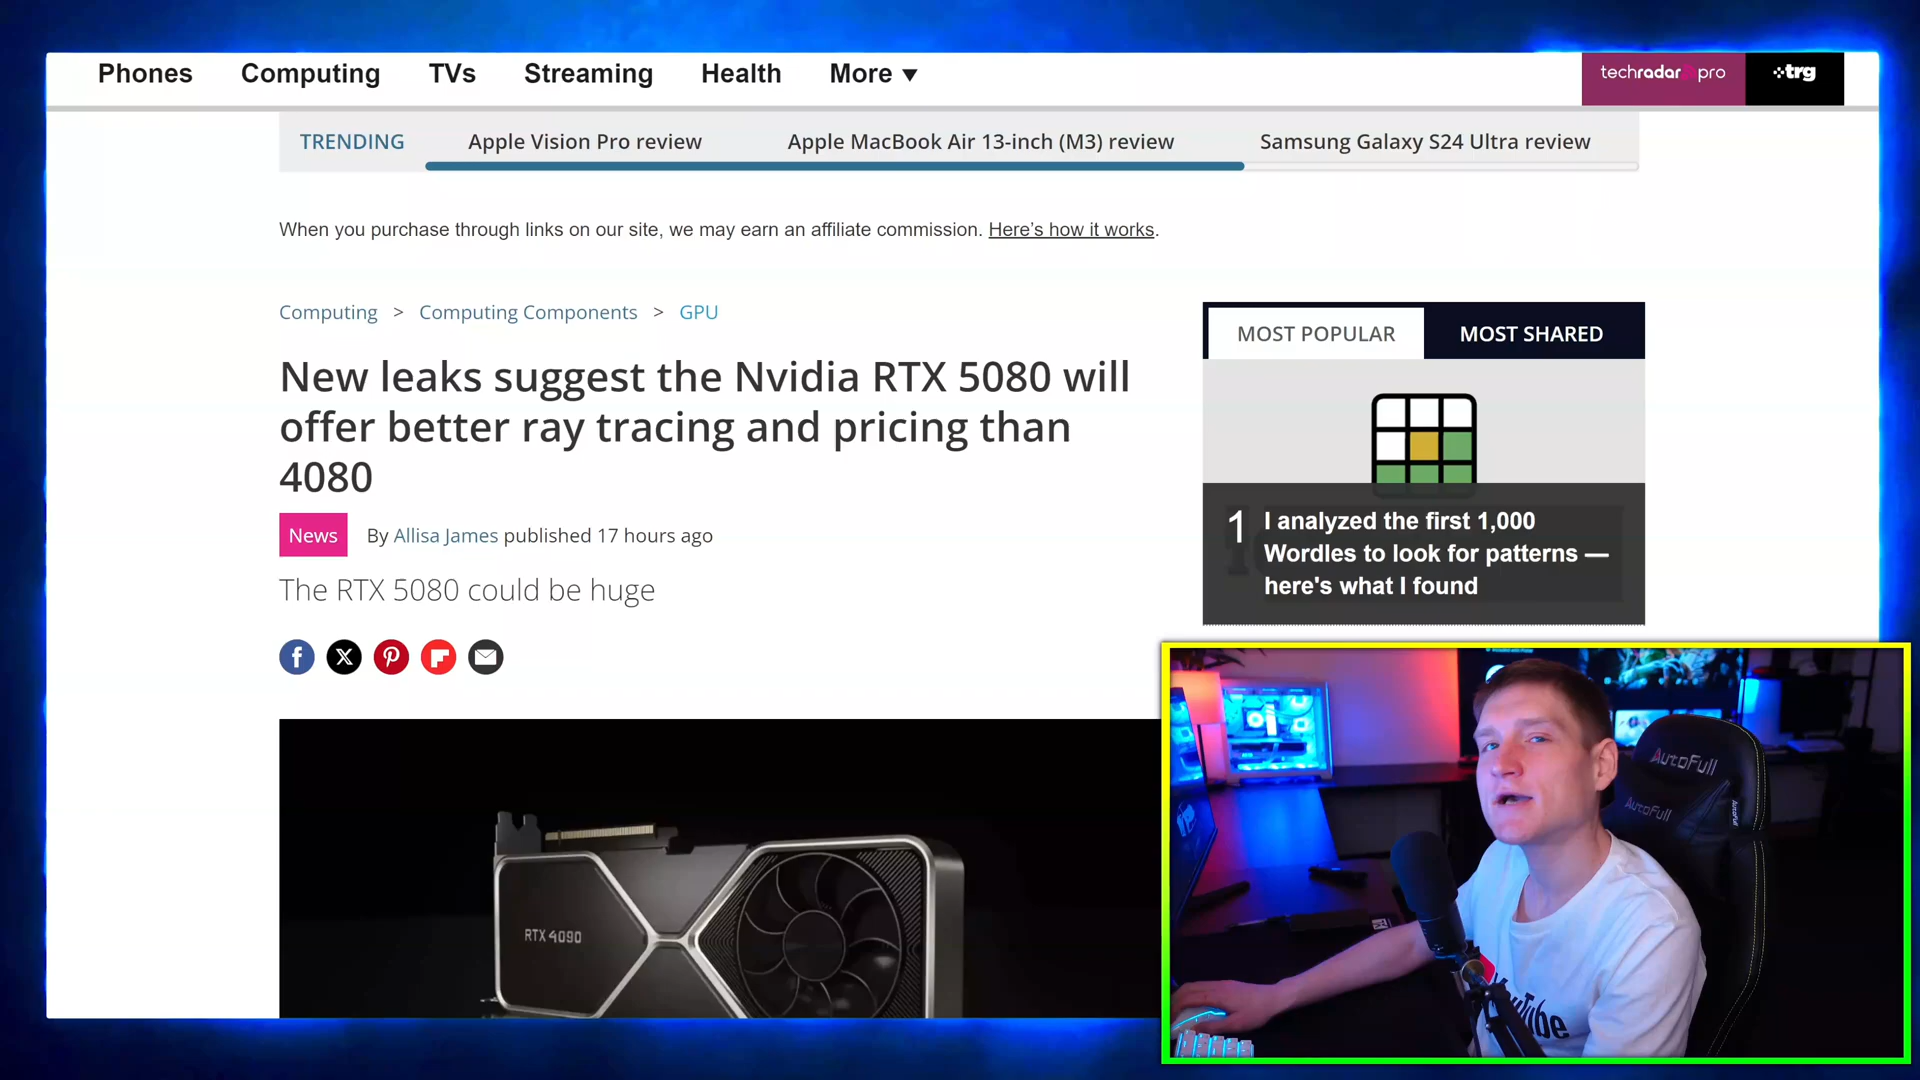 Phones Computing TVs Streaming Health More ▼
techradar pro
trg
TRENDING Apple Vision Pro review Apple MacBook Air 13-inch (M3) review Samsung Galaxy S24 Ultra review
When you purchase through links on our site, we may earn an affiliate commission. Here's how it works.
Computing > Computing Components > GPU
New leaks suggest the Nvidia RTX 5080 will
offer better ray tracing and pricing than
4080
News By Allisa James published 17 hours ago
The RTX 5080 could be huge
MOST POPULAR MOST SHARED
1 I analyzed the first 1,000
Wordles to look for patterns —
here's what I found
RTX 4090
AutoFull
AutoFull
YouTube